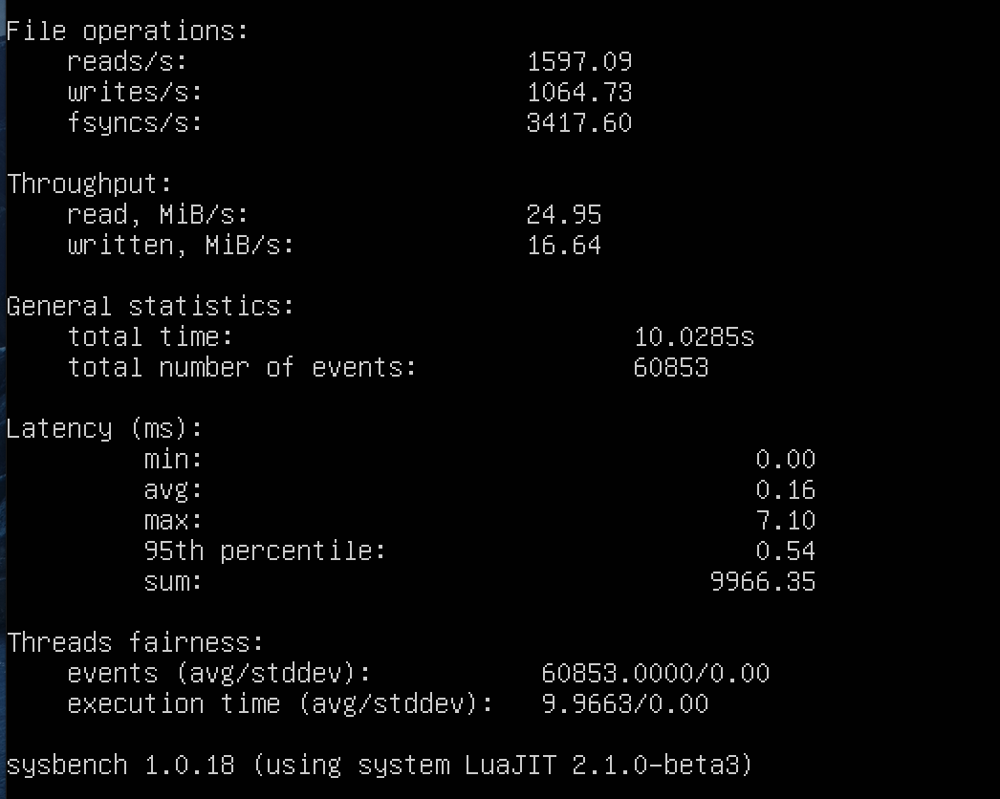 File operations:
reads/s: 1597.09
writes/s: 1064.73
fsyncs/s: 3417.60
Throughput:
read, MiB/s: 24.95
written, MiB/s: 16.64
General statistics:
total time: 10.0285s
total number of events: 60853
Latency (ms):
min: 0.00
avg: 0.16
max: 7.10
95th percentile: 0.54
sum: 9966.35
Threads fairness:
events (avg/stddev): 60853.0000/0.00
execution time (avg/stddev): 9.9663/0.00
sysbench 1.0.18 (using system LuaJIT 2.1.0-beta3)